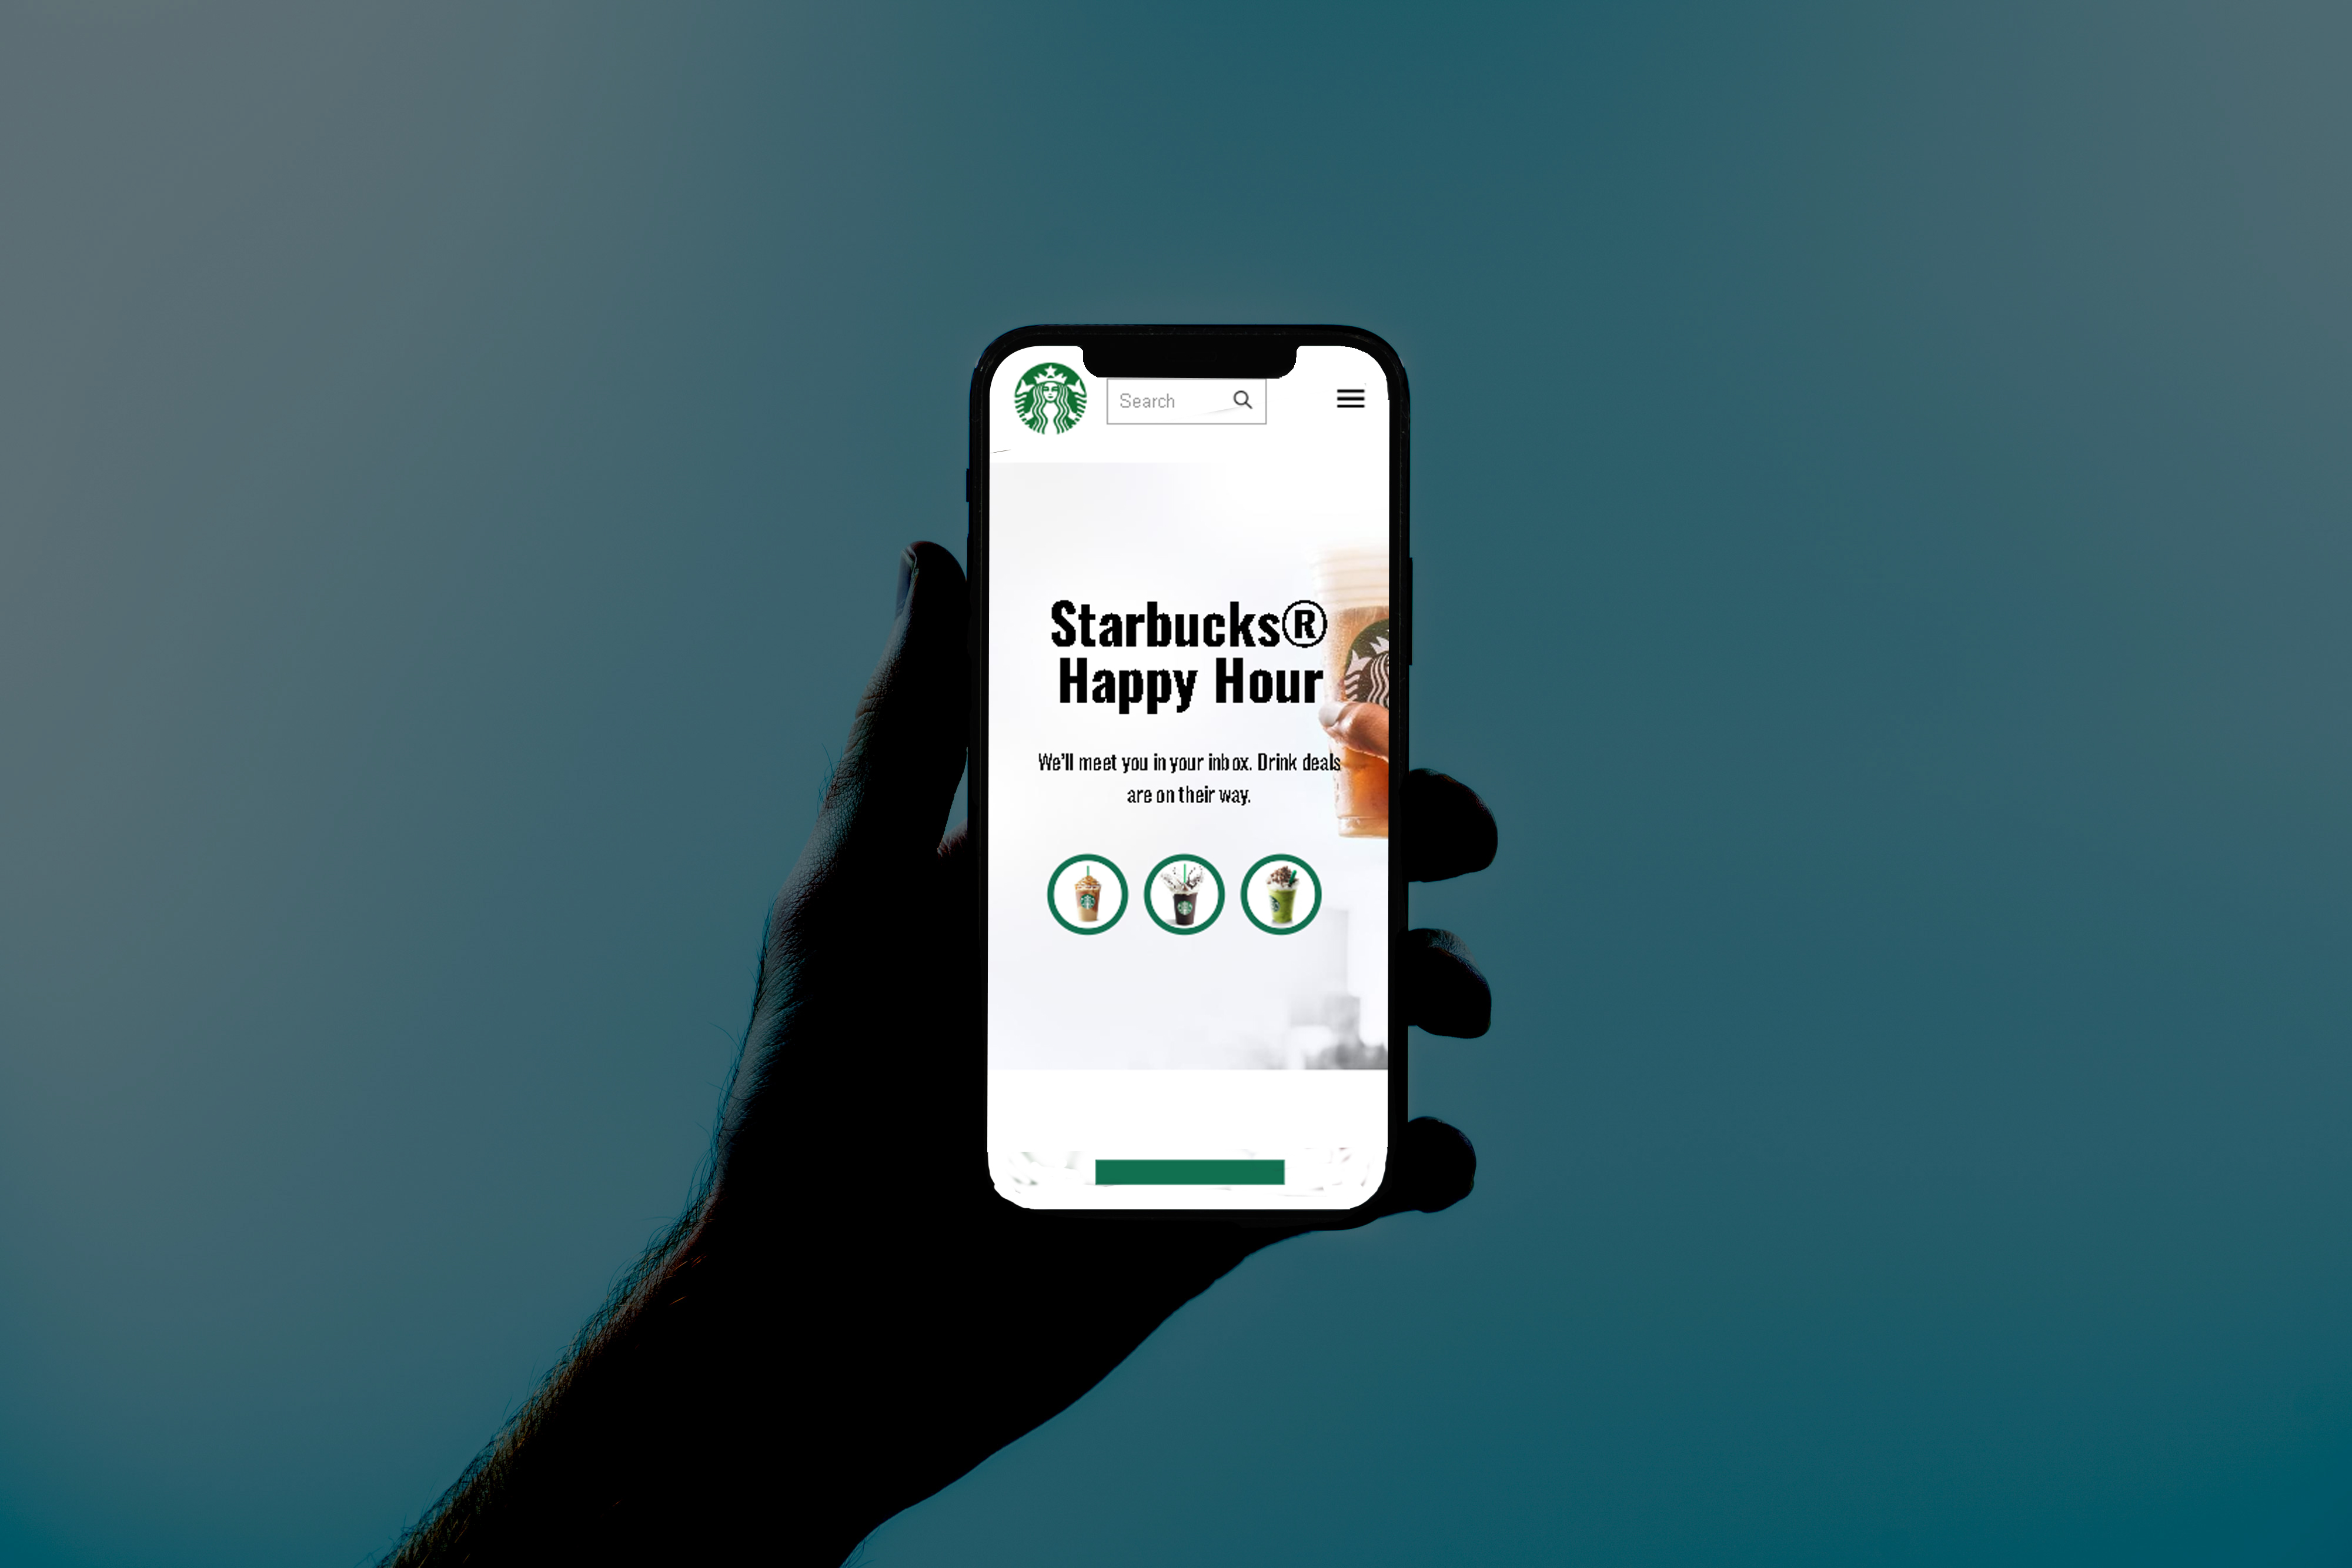 Search
Starbucks®
Happy Hour
We'll meet you in your inbox. Drink deals
are on their way.